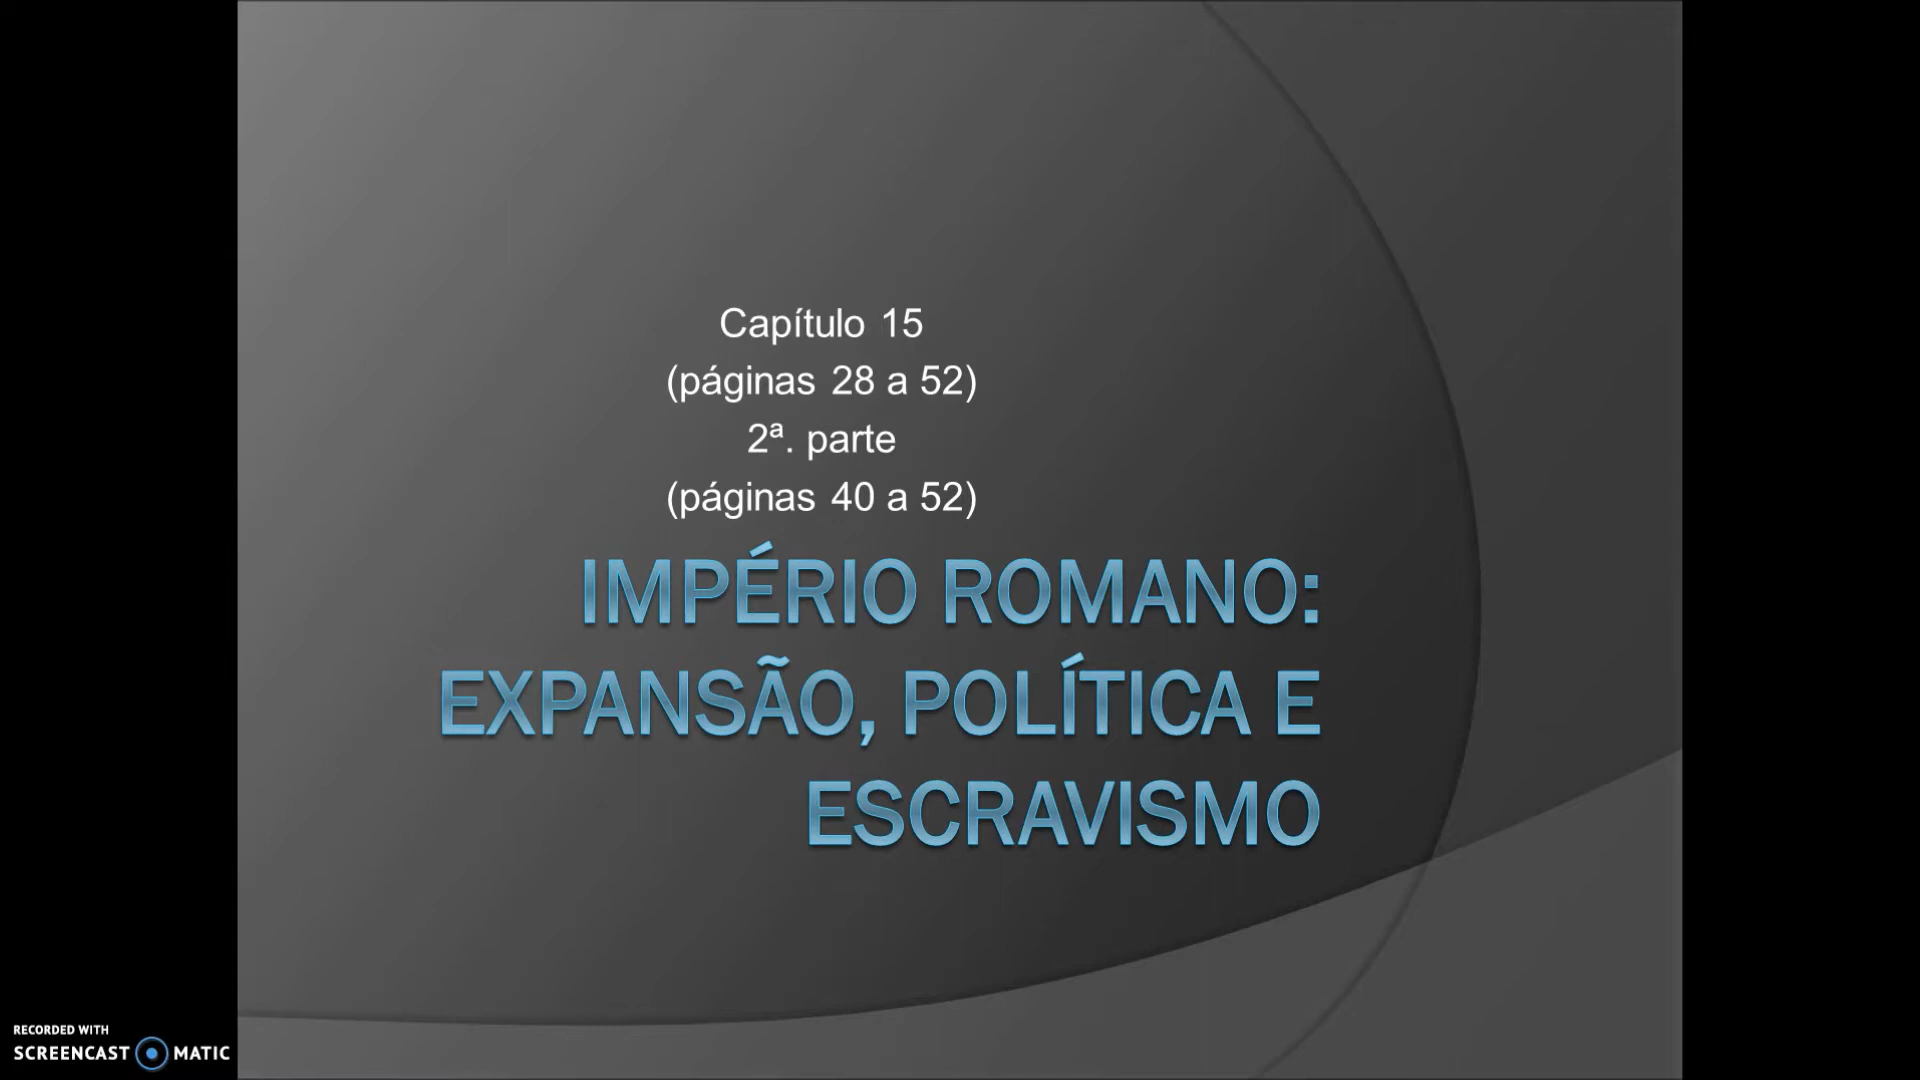 Capítulo 15
(páginas 28 a 52)
2ª. parte
(páginas 40 a 52)
IMPÉRIO ROMANO:
EXPANSÃO, POLÍTICA E
ESCRAVISMO
RECORDED WITH
SCREENCAST MATIC